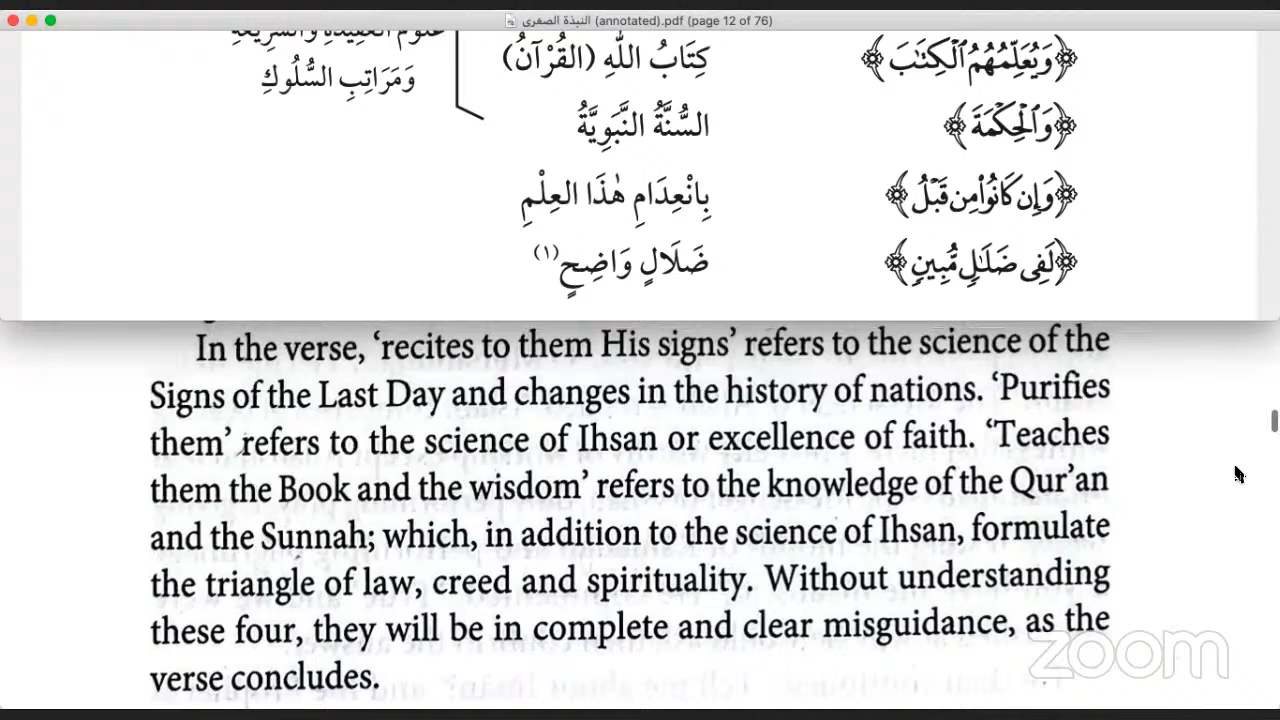 النبذة الصغرى (annotated).pdf (page 12 of 76)
علوم العقيدة والشريعة
﴿وَيُعَلِّمُهُمُ ٱلْكِتَٰبَ﴾ كِتَابُ اللَّهِ (القُرْآنُ)
وَمَرَاتِبِ السُّلُوكِ
﴿وَٱلْحِكْمَةَ﴾ السُّنَّةُ النَّبَوِيَّةُ
﴿وَإِن كَانُوا۟ مِن قَبْلُ﴾ بِانْعِدَامِ هٰذَا العِلْمِ
﴿لَفِى ضَلَٰلٍ مُّبِينٍ﴾ ضَلَالٍ وَاضِحٍ (١)
In the verse, ‘recites to them His signs’ refers to the science of the
Signs of the Last Day and changes in the history of nations. ‘Purifies
them’ refers to the science of Ihsan or excellence of faith. ‘Teaches
them the Book and the wisdom’ refers to the knowledge of the Qur’an
and the Sunnah; which, in addition to the science of Ihsan, formulate
the triangle of law, creed and spirituality. Without understanding
these four, they will be in complete and clear misguidance, as the
verse concludes.
zoom